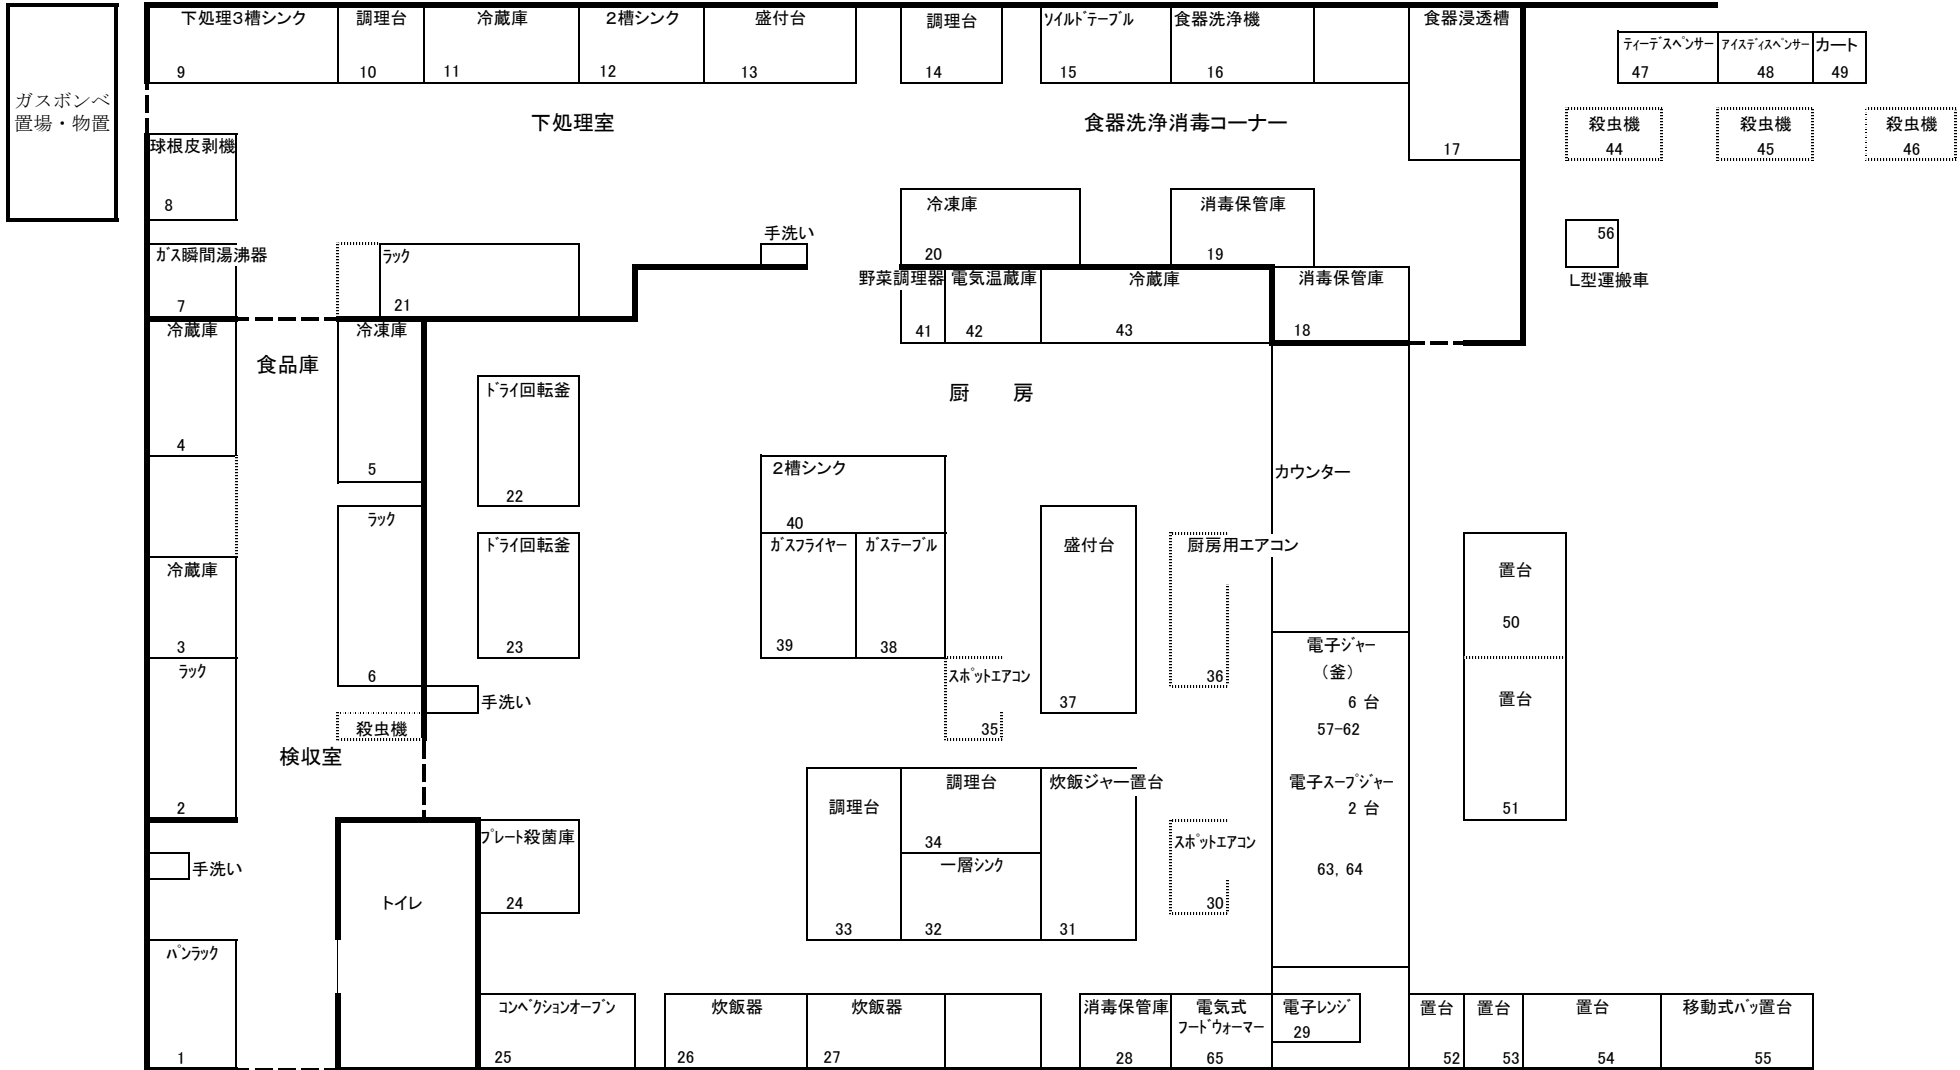 下処理3槽シンク
9
調理台
10
冷蔵庫
11
2槽シンク
12
盛付台
13
調理台
14
ソイルドテーブル
15
食器洗浄機
16
食器浸透槽
17
ティーデスペンサー
47
アイスディスペンサー
48
カート
49
ガスボンベ
置場・物置
下処理室
食器洗浄消毒コーナー
殺虫機
44
殺虫機
45
殺虫機
46
球根皮剥機
8
冷凍庫
20
消毒保管庫
19
手洗い
56
L型運搬車
ガス瞬間湯沸器
7
ラック
21
野菜調理器
41
電気温蔵庫
42
冷蔵庫
43
消毒保管庫
18
冷蔵庫
4
食品庫
冷凍庫
5
ドライ回転釜
22
厨　房
2槽シンク
40
カウンター
ラック
6
ドライ回転釜
23
ガスフライヤー
39
ガステーブル
38
盛付台
37
厨房用エアコン
36
置台
50
冷蔵庫
3
電子ジャー
（釜）
6 台
57-62
ラック
2
手洗い
スポットエアコン
35
置台
51
殺虫機
検収室
調理台
33
調理台
34
炊飯ジャー置台
31
電子スープジャー
2 台
63, 64
プレート殺菌庫
24
一層シンク
32
スポットエアコン
30
手洗い
トイレ
パンラック
1
コンベクションオーブン
25
炊飯器
26
炊飯器
27
消毒保管庫
28
電気式
フードウォーマー
65
電子レンジ
29
置台
52
置台
53
置台
54
移動式バッ置台
55